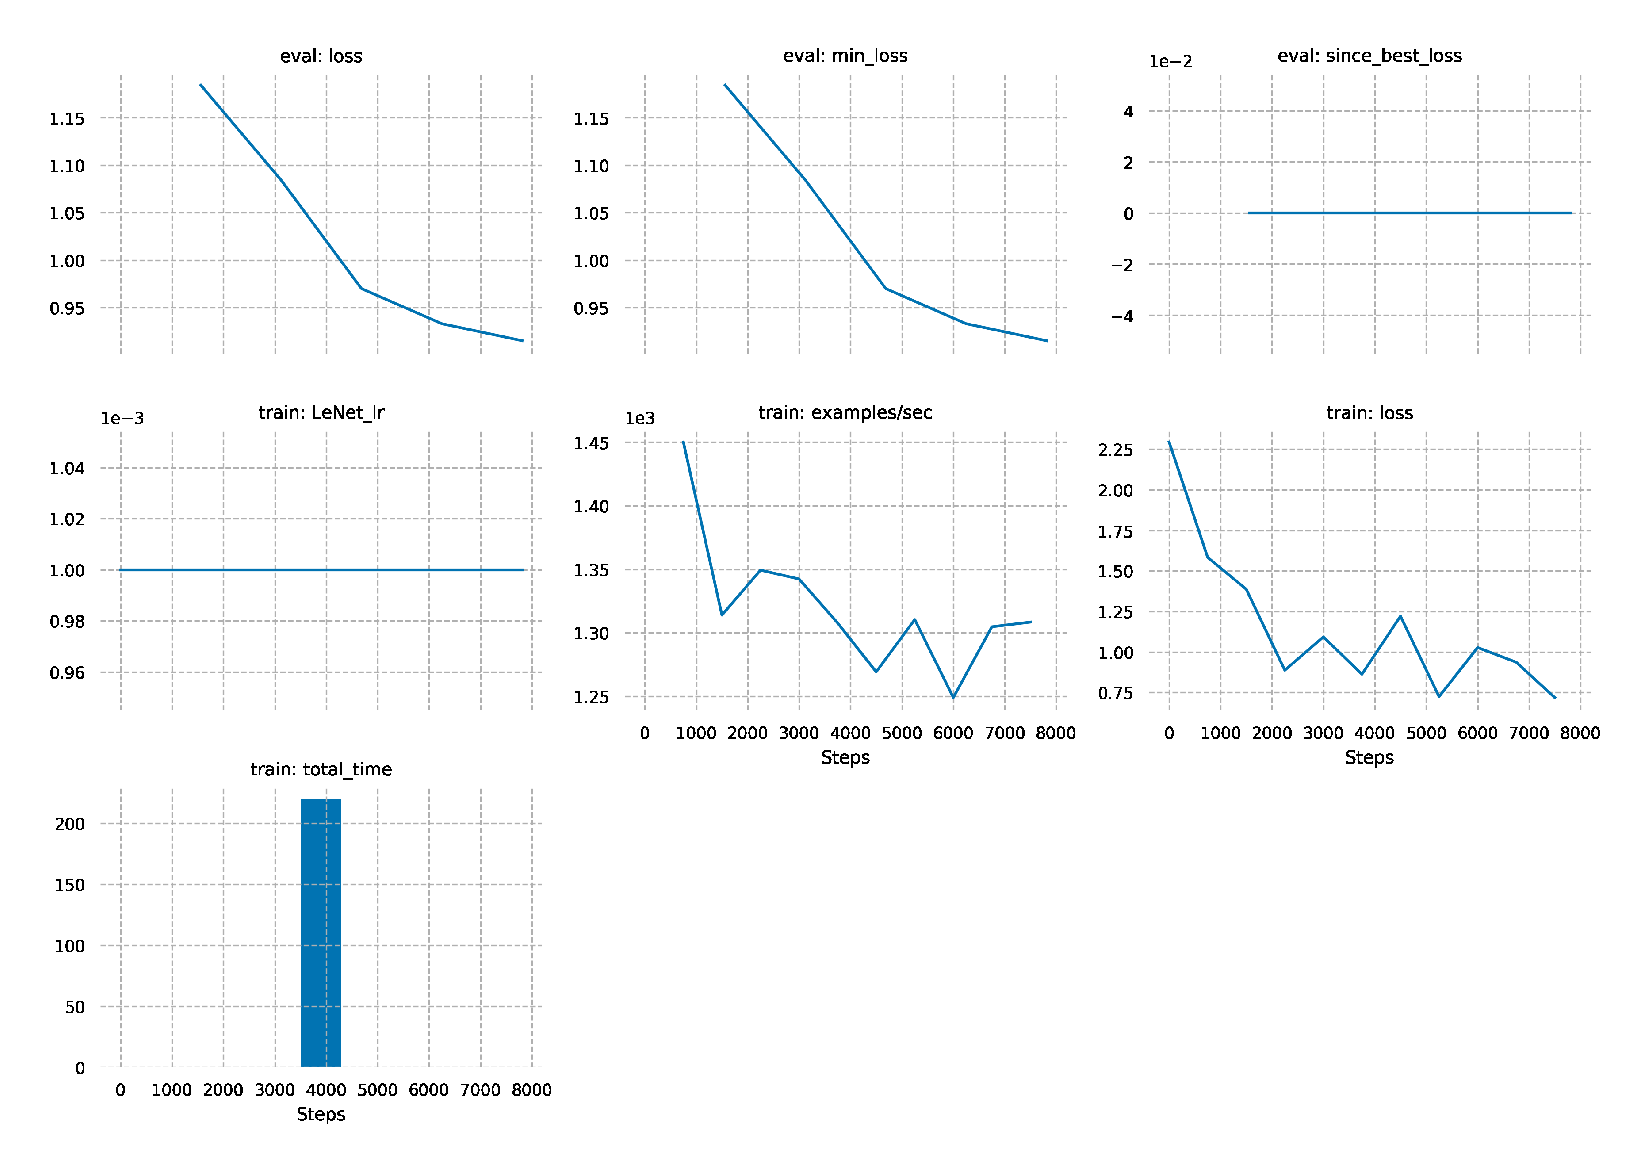 eval: loss
1.15
1.10
1.05
1.00
0.95
eval: min_loss
1.15
1.10
1.05
1.00
0.95
1e−2
eval: since_best_loss
4
2
0
−2
−4
1e−3
train: LeNet_lr
1.04
1.02
1.00
0.98
0.96
1e3
train: examples/sec
1.45
1.40
1.35
1.30
1.25
0 1000 2000 3000 4000 5000 6000 7000 8000
Steps
train: loss
2.25
2.00
1.75
1.50
1.25
1.00
0.75
0 1000 2000 3000 4000 5000 6000 7000 8000
Steps
train: total_time
200
150
100
50
0
0 1000 2000 3000 4000 5000 6000 7000 8000
Steps